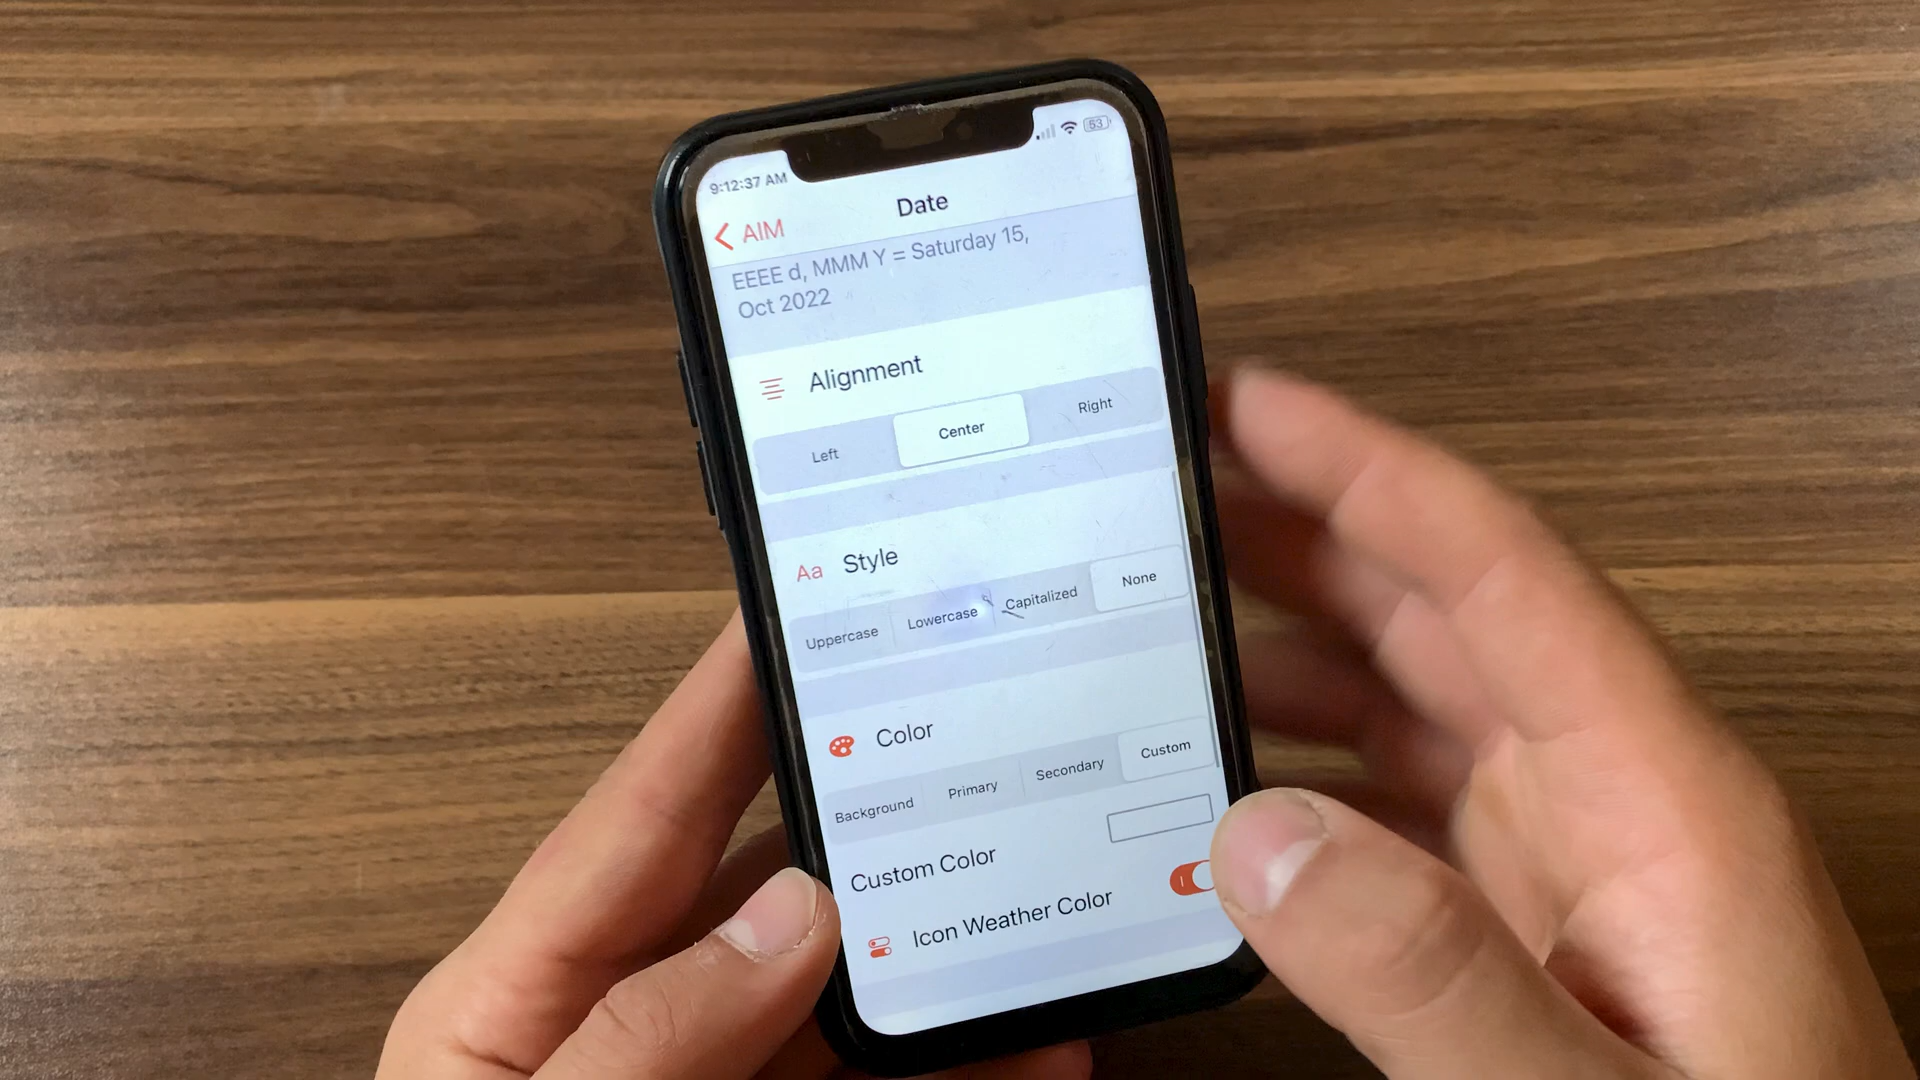 9:12:37 AM
53
AIM
Date
EEEE d, MMM Y = Saturday 15,
Oct 2022
Alignment
Left
Center
Right
Aa
Style
Uppercase
Lowercase
Capitalized
None
Color
Background
Primary
Secondary
Custom
Custom Color
Icon Weather Color